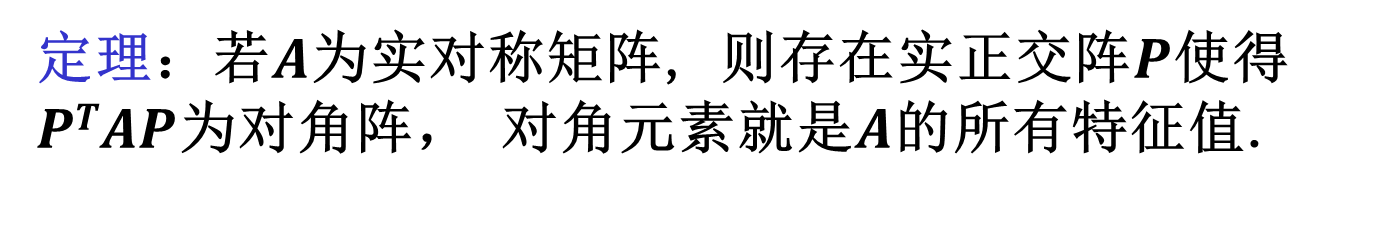 定理：若A为实对称矩阵，则存在实正交阵P使得
PᵀAP为对角阵， 对角元素就是A的所有特征值.